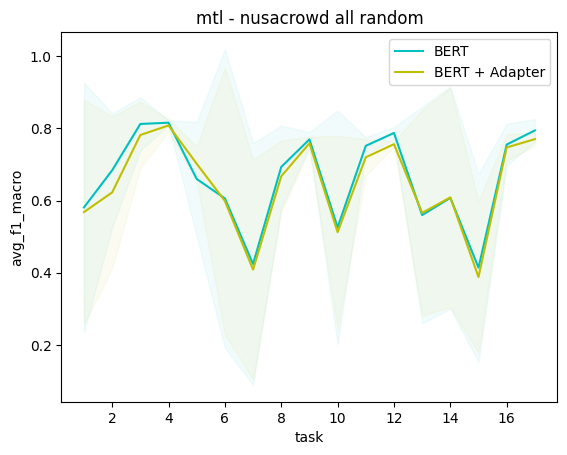 mtl - nusacrowd all random
BERT
BERT + Adapter
avg_f1_macro
1.0
0.8
0.6
0.4
0.2
2 4 6 8 10 12 14 16
task